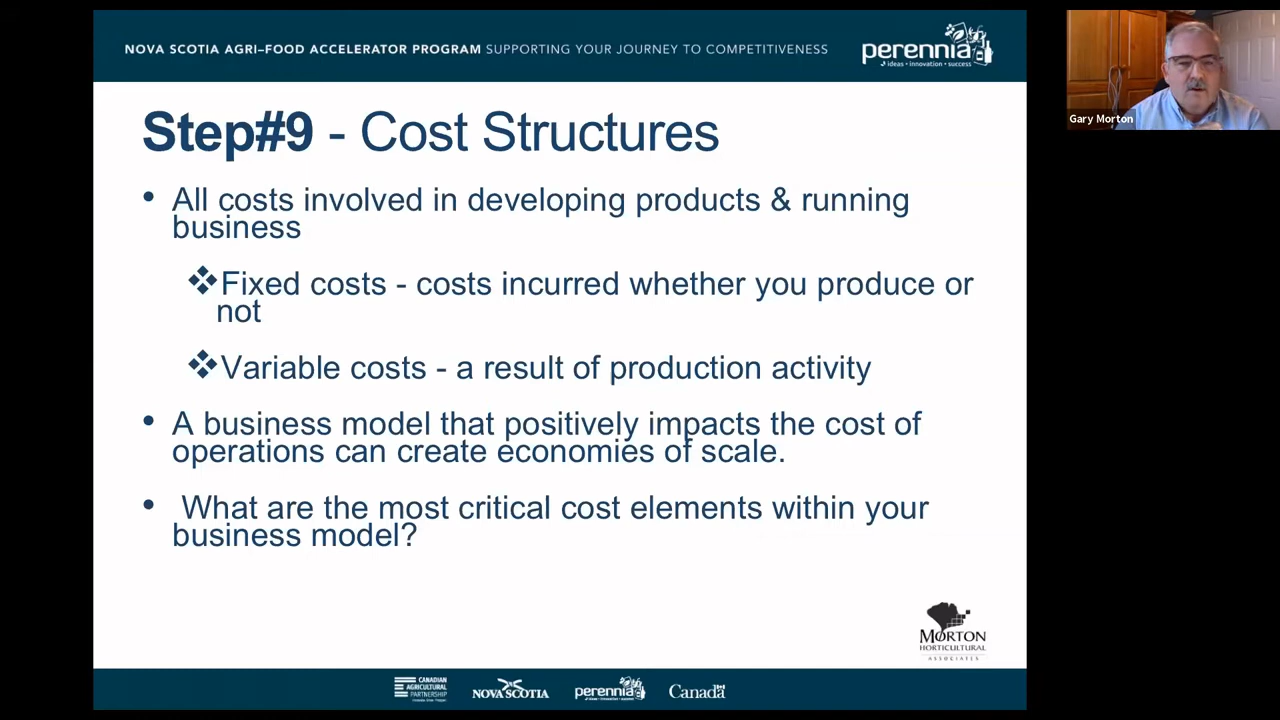 NOVA SCOTIA AGRI–FOOD ACCELERATOR PROGRAM SUPPORTING YOUR JOURNEY TO COMPETITIVENESS
perennia
ideas • innovation • success
Gary Morton
Step#9 - Cost Structures
• All costs involved in developing products & running
business
❖Fixed costs - costs incurred whether you produce or
not
❖Variable costs - a result of production activity
• A business model that positively impacts the cost of
operations can create economies of scale.
• What are the most critical cost elements within your
business model?
MORTON
HORTICULTURAL
ASSOCIATES
CANADIAN
AGRICULTURAL
PARTNERSHIP
NOVA SCOTIA
perennia
Canada